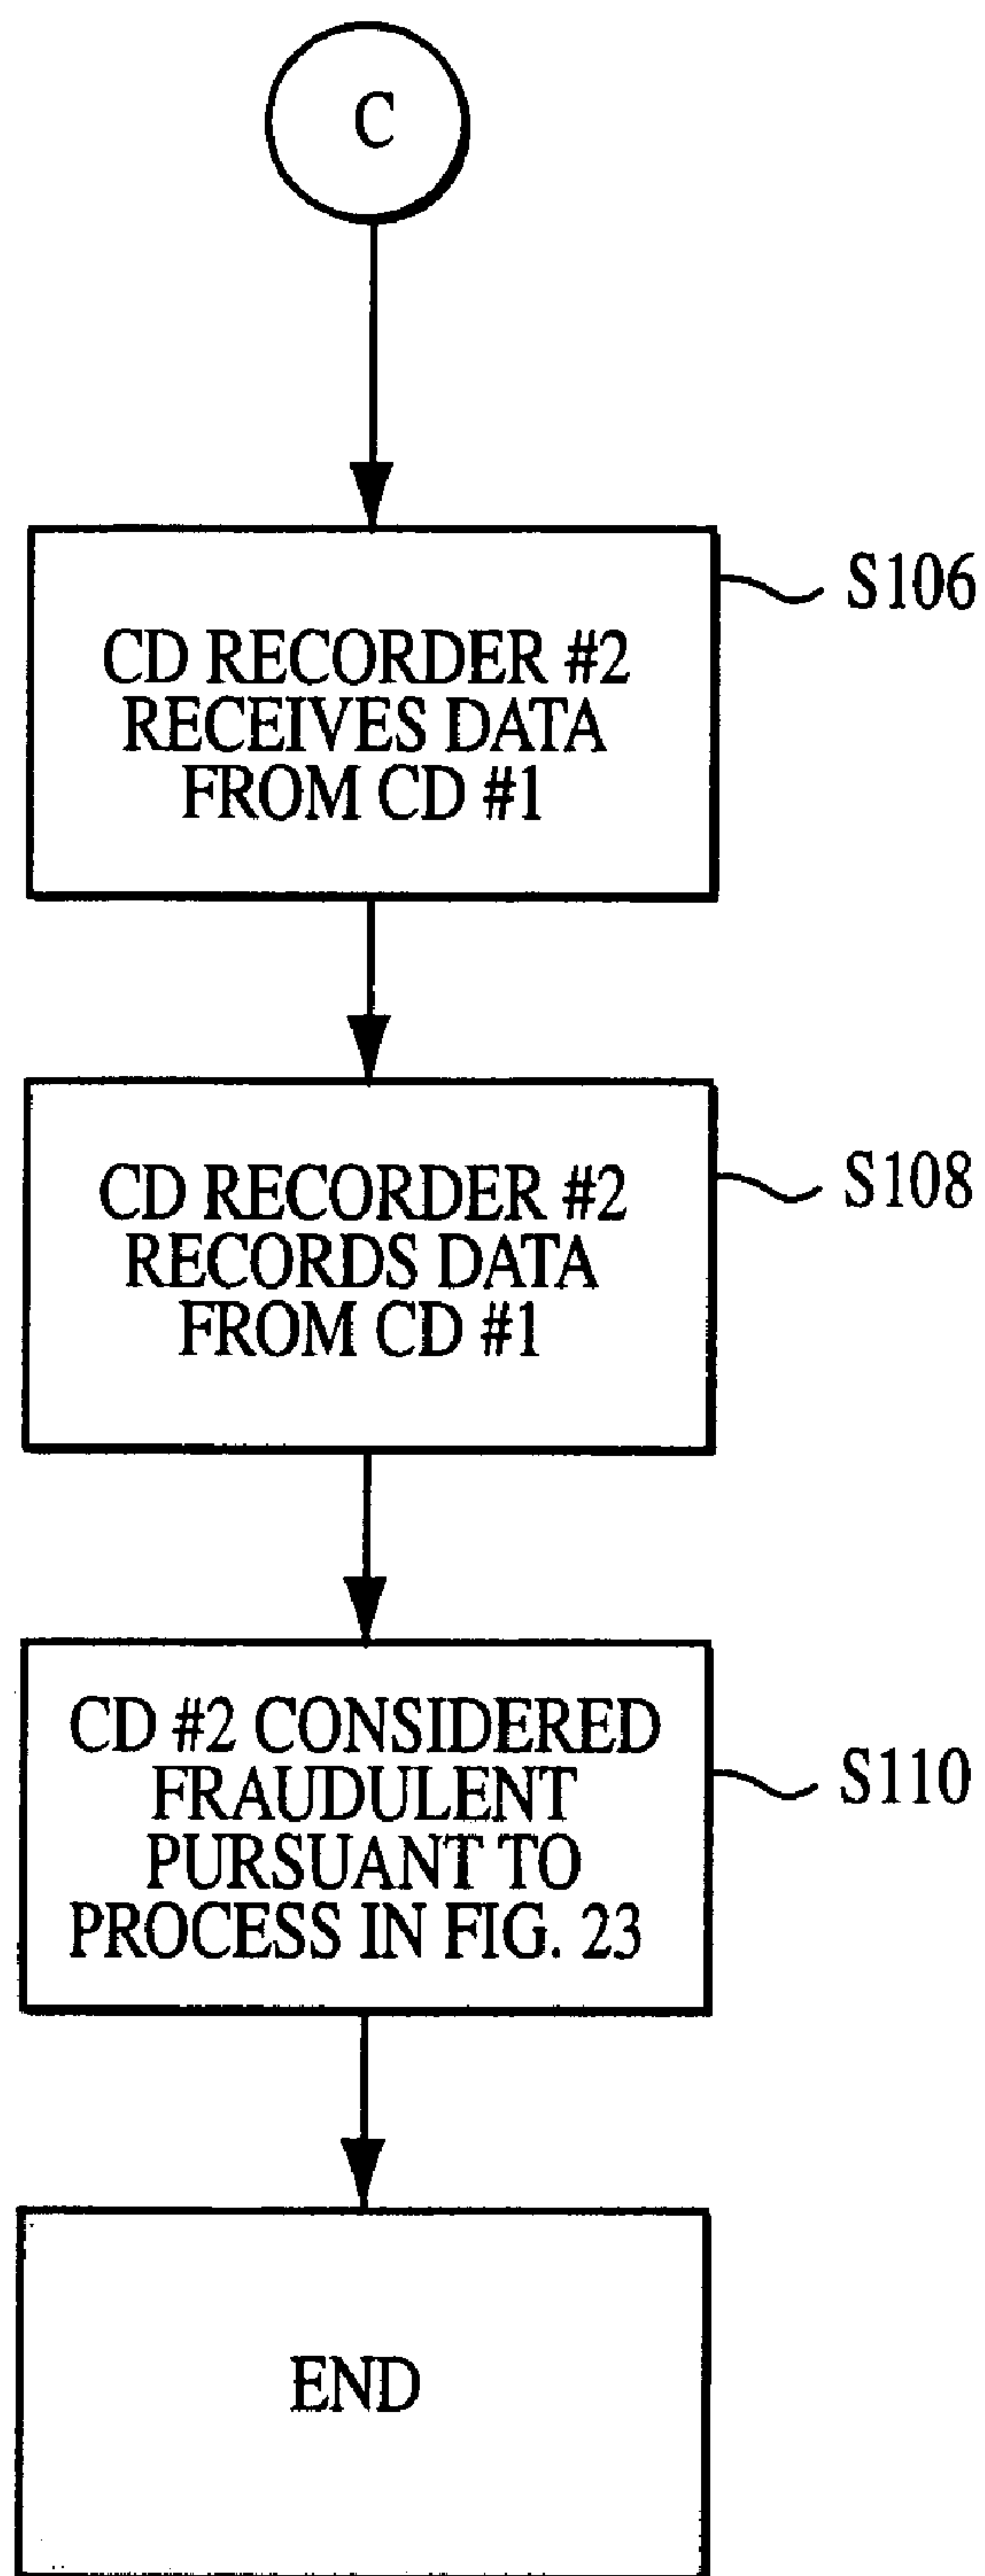 C
CD RECORDER #2
RECEIVES DATA
FROM CD #1
S106
CD RECORDER #2
RECORDS DATA
FROM CD #1
S108
CD #2 CONSIDERED
FRAUDULENT
PURSUANT TO
PROCESS IN FIG. 23
S110
END